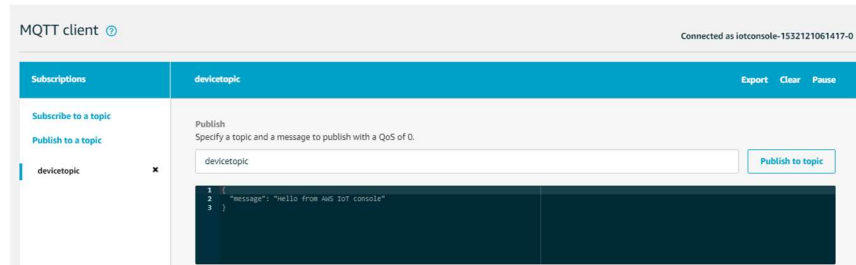 MQTT client
Connected as iotconsole-1532121061417-0
Subscriptions
devicetopic
Export Clear Pause
Subscribe to a topic
Publish to a topic
devicetopic ✖
Publish
Specify a topic and a message to publish with a QoS of 0.
devicetopic
Publish to topic
1 {
2 "message": "Hello from AWS IoT console"
3 }